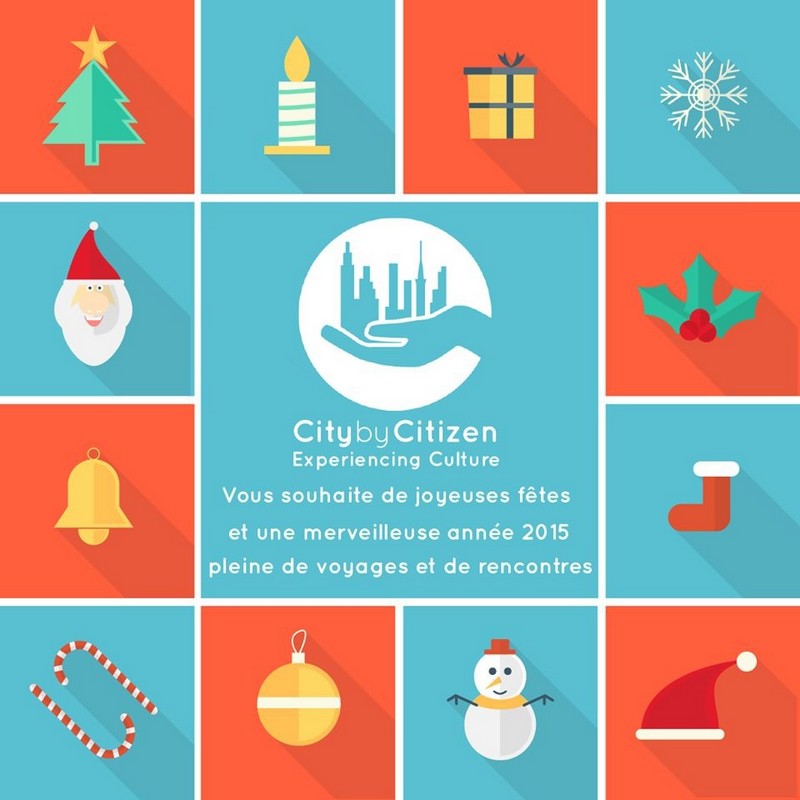 CitybyCitizen
Experiencing Culture
Vous souhaite de joyeuses fêtes
et une merveilleuse année 2015
pleine de voyages et de rencontres